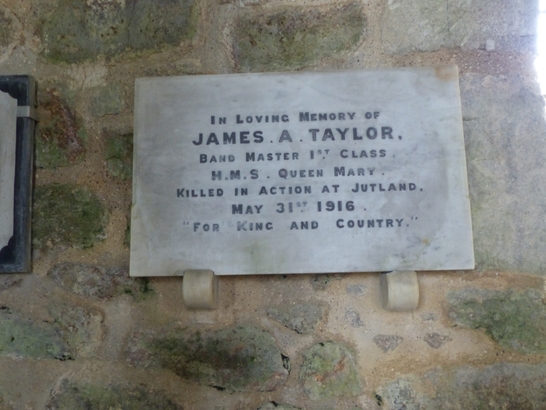 In Loving Memory of
JAMES. A. TAYLOR.
Band Master 1st Class.
H.M.S. Queen Mary.
Killed in Action at Jutland,
May 31st 1916.
"For King and Country."